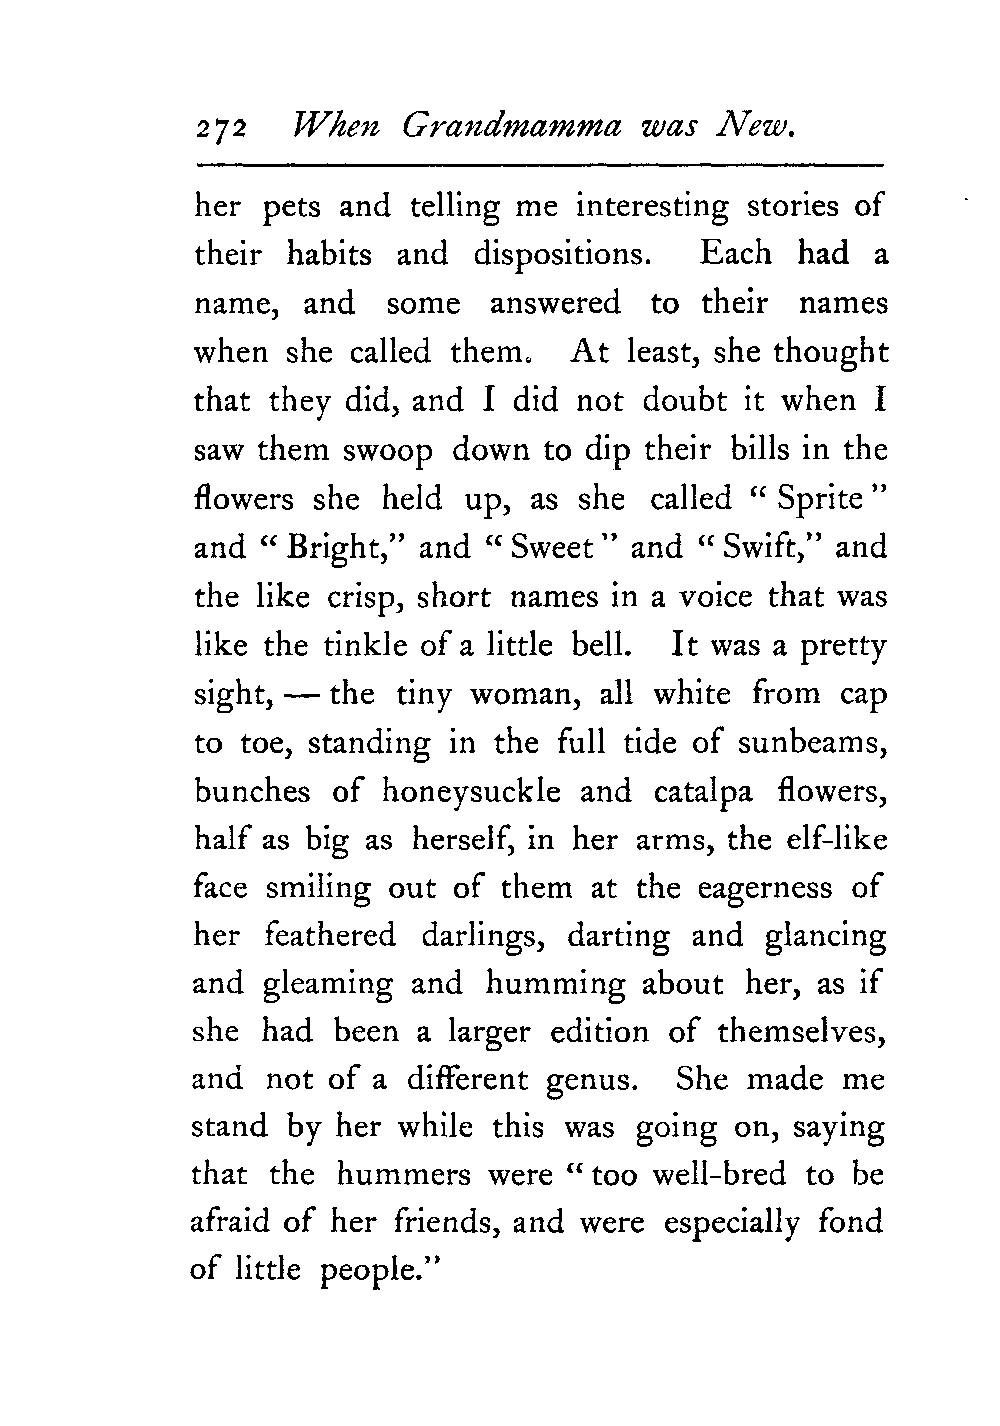 272 When Grandmamma was New.
her pets and telling me interesting stories of
their habits and dispositions. Each had a
name, and some answered to their names
when she called them. At least, she thought
that they did, and I did not doubt it when I
saw them swoop down to dip their bills in the
flowers she held up, as she called “ Sprite ”
and “ Bright,” and “ Sweet ” and “ Swift,” and
the like crisp, short names in a voice that was
like the tinkle of a little bell. It was a pretty
sight, — the tiny woman, all white from cap
to toe, standing in the full tide of sunbeams,
bunches of honeysuckle and catalpa flowers,
half as big as herself, in her arms, the elf-like
face smiling out of them at the eagerness of
her feathered darlings, darting and glancing
and gleaming and humming about her, as if
she had been a larger edition of themselves,
and not of a different genus. She made me
stand by her while this was going on, saying
that the hummers were “ too well-bred to be
afraid of her friends, and were especially fond
of little people.”